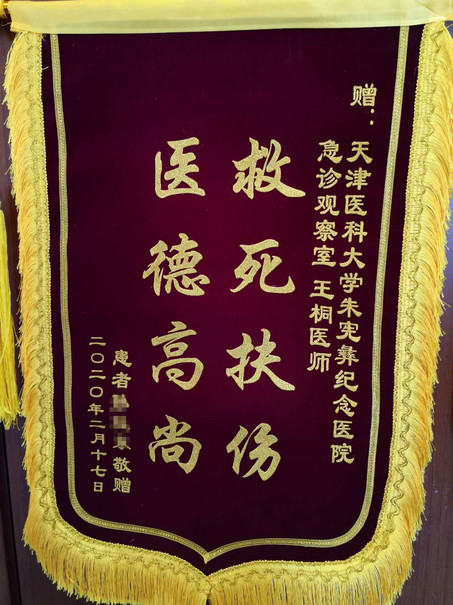 赠：
天津医科大学朱宪彝纪念医院
急诊观察室 王桐医师
救死扶伤
医德高尚
患者 敬赠
二〇二〇年二月十七日